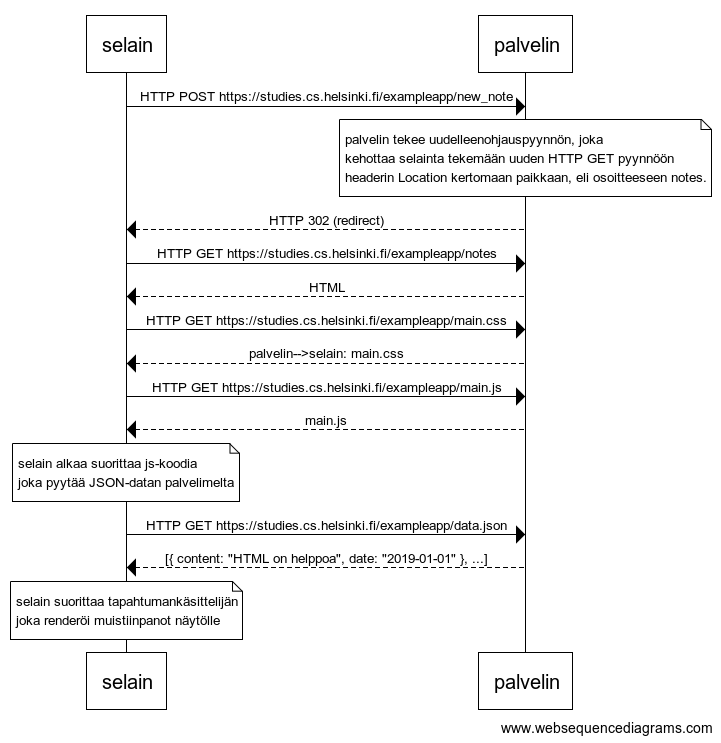 selain
palvelin
HTTP POST https://studies.cs.helsinki.fi/exampleapp/new_note
palvelin tekee uudelleenohjauspyynnön, joka
kehottaa selainta tekemään uuden HTTP GET pyynnöön
headerin Location kertomaan paikkaan, eli osoitteeseen notes.
HTTP 302 (redirect)
HTTP GET https://studies.cs.helsinki.fi/exampleapp/notes
HTML
HTTP GET https://studies.cs.helsinki.fi/exampleapp/main.css
palvelin-->selain: main.css
HTTP GET https://studies.cs.helsinki.fi/exampleapp/main.js
main.js
selain alkaa suorittaa js-koodia
joka pyytää JSON-datan palvelimelta
HTTP GET https://studies.cs.helsinki.fi/exampleapp/data.json
[{ content: "HTML on helppoa", date: "2019-01-01" }, ...]
selain suorittaa tapahtumankäsittelijän
joka renderöi muistiinpanot näytölle
selain
palvelin
www.websequencediagrams.com